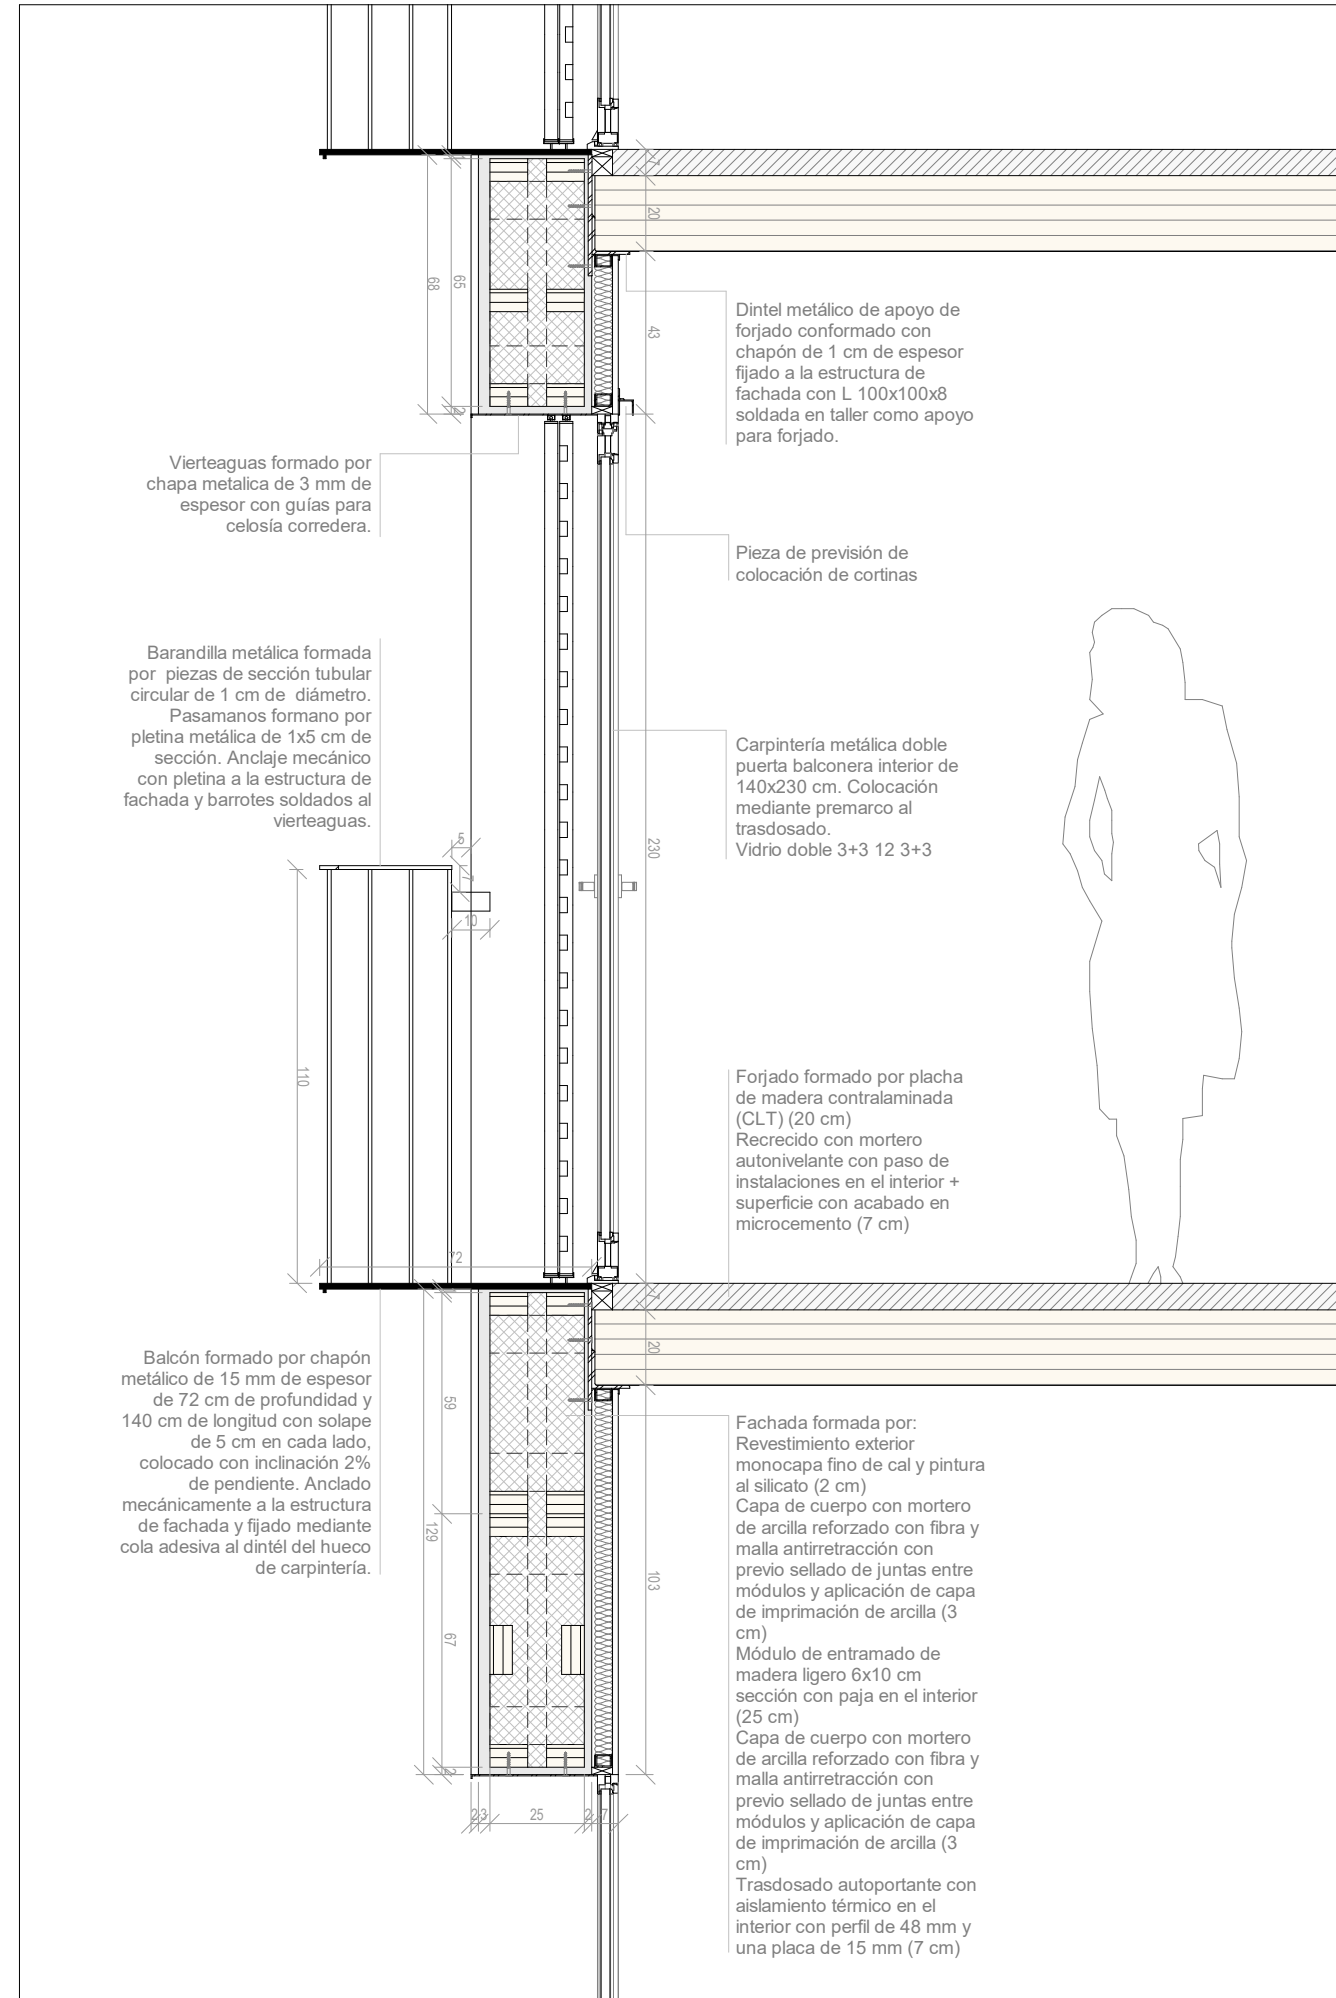 7
20
68
65
43
2
Dintel metálico de apoyo de
forjado conformado con
chapón de 1 cm de espesor
fijado a la estructura de
fachada con L 100x100x8
soldada en taller como apoyo
para forjado.
Vierteaguas formado por
chapa metalica de 3 mm de
espesor con guías para
celosía corredera.
Pieza de previsión de
colocación de cortinas
Barandilla metálica formada
por piezas de sección tubular
circular de 1 cm de diámetro.
Pasamanos formano por
pletina metálica de 1x5 cm de
sección. Anclaje mecánico
con pletina a la estructura de
fachada y barrotes soldados al
vierteaguas.
Carpintería metálica doble
puerta balconera interior de
140x230 cm. Colocación
mediante premarco al
trasdosado.
Vidrio doble 3+3 12 3+3
5
7
10
230
110
Forjado formado por placha
de madera contralaminada
(CLT) (20 cm)
Recrecido con mortero
autonivelante con paso de
instalaciones en el interior +
superficie con acabado en
microcemento (7 cm)
72
7
20
Balcón formado por chapón
metálico de 15 mm de espesor
de 72 cm de profundidad y
140 cm de longitud con solape
de 5 cm en cada lado,
colocado con inclinación 2%
de pendiente. Anclado
mecánicamente a la estructura
de fachada y fijado mediante
cola adesiva al dintél del hueco
de carpintería.
59
129
67
2
103
Fachada formada por:
Revestimiento exterior
monocapa fino de cal y pintura
al silicato (2 cm)
Capa de cuerpo con mortero
de arcilla reforzado con fibra y
malla antirretracción con
previo sellado de juntas entre
módulos y aplicación de capa
de imprimación de arcilla (3
cm)
Módulo de entramado de
madera ligero 6x10 cm
sección con paja en el interior
(25 cm)
Capa de cuerpo con mortero
de arcilla reforzado con fibra y
malla antirretracción con
previo sellado de juntas entre
módulos y aplicación de capa
de imprimación de arcilla (3
cm)
Trasdosado autoportante con
aislamiento térmico en el
interior con perfil de 48 mm y
una placa de 15 mm (7 cm)
2 3 25 2 7